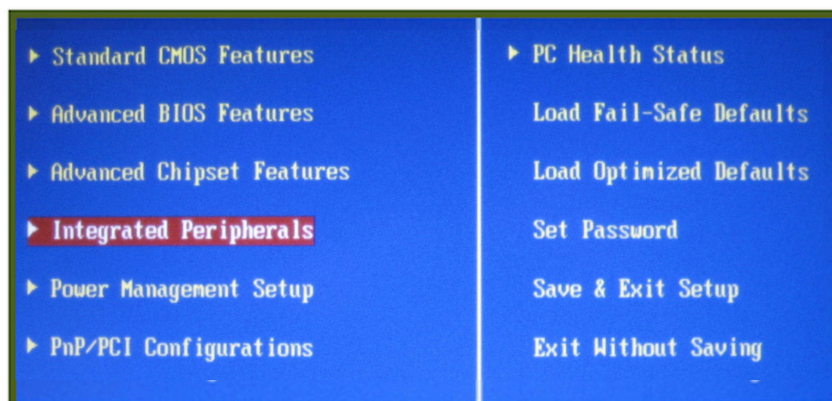 Standard CMOS Features
Advanced BIOS Features
Advanced Chipset Features
Integrated Peripherals
Power Management Setup
PnP/PCI Configurations
PC Health Status
Load Fail-Safe Defaults
Load Optimized Defaults
Set Password
Save & Exit Setup
Exit Without Saving